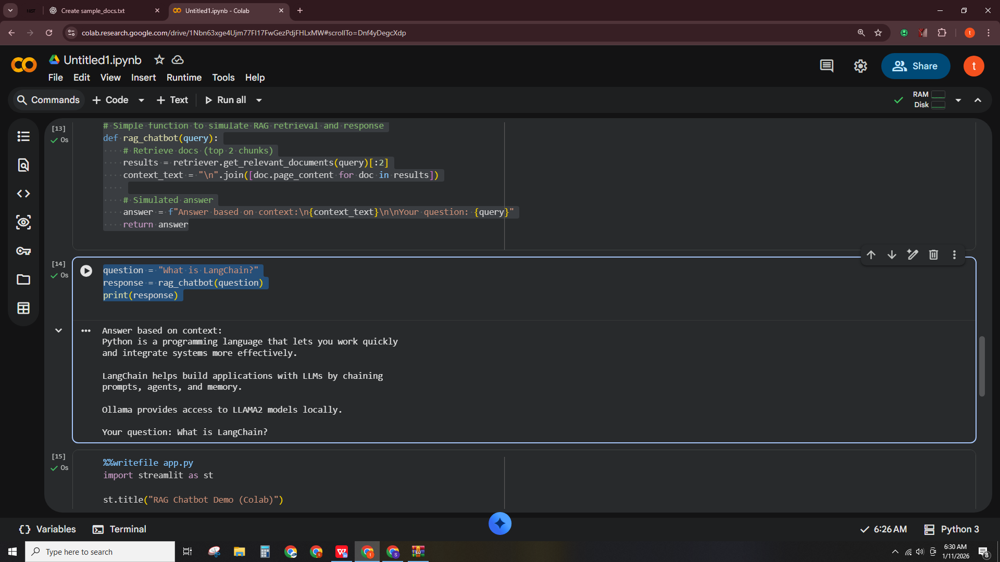 NIST
Create sample_docs.txt
Untitled1.ipynb - Colab
colab.research.google.com/drive/1Nbn63xge4Ujm77FI17FwGezPdjFHLxMW#scrollTo=Dnf4yDegcXdp
t
Untitled1.ipynb
File Edit View Insert Runtime Tools Help
Share
t
Commands
+ Code
+ Text
Run all
RAM
Disk
[13]
0s
# Simple function to simulate RAG retrieval and response
def rag_chatbot(query):
# Retrieve docs (top 2 chunks)
results = retriever.get_relevant_documents(query)[:2]
context_text = "\n".join([doc.page_content for doc in results])
# Simulated answer
answer = f"Answer based on context:\n{context_text}\n\nYour question: {query}"
return answer
[14]
0s
question = "What is LangChain?"
response = rag_chatbot(question)
print(response)
Answer based on context:
Python is a programming language that lets you work quickly
and integrate systems more effectively.
LangChain helps build applications with LLMs by chaining
prompts, agents, and memory.
Ollama provides access to LLAMA2 models locally.
Your question: What is LangChain?
[15]
0s
%%writefile app.py
import streamlit as st
st.title("RAG Chatbot Demo (Colab)")
{} Variables
Terminal
6:26 AM
Python 3
Type here to search
6:30 AM
1/11/2026
8